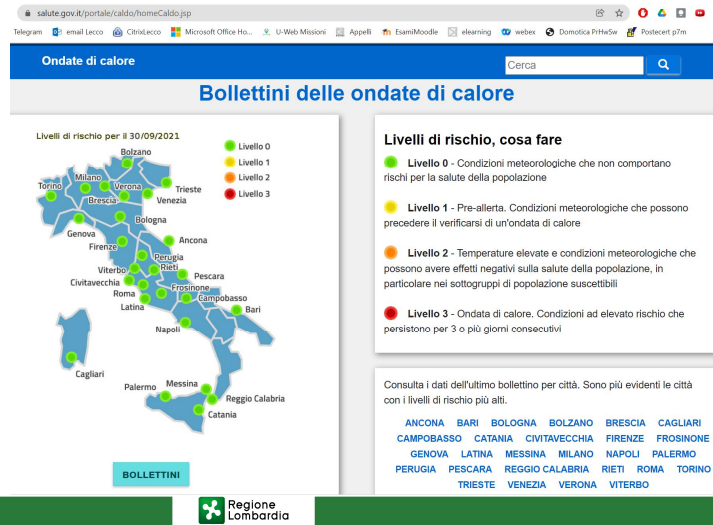 salute.gov.it/portale/caldo/homeCaldo.jsp
Telegram email Lecco CitrixLecco Microsoft Office Ho... U-Web Missioni Appelli EsamiMoodle elearning webex Domotica PrHwSw Postecert p7m
Ondate di calore
Cerca
Bollettini delle ondate di calore
Livelli di rischio per il 30/09/2021
Livello 0
Livello 1
Livello 2
Livello 3
Bolzano
Milano
Torino
Verona
Trieste
Brescia
Venezia
Bologna
Genova
Firenze
Ancona
Perugia
Viterbo
Rieti
Pescara
Civitavecchia
Frosinone
Roma
Campobasso
Latina
Bari
Napoli
Cagliari
Palermo
Messina
Reggio Calabria
Catania
BOLLETTINI
Livelli di rischio, cosa fare
Livello 0 - Condizioni meteorologiche che non comportano
rischi per la salute della popolazione
Livello 1 - Pre-allerta. Condizioni meteorologiche che possono
precedere il verificarsi di un'ondata di calore
Livello 2 - Temperature elevate e condizioni meteorologiche che
possono avere effetti negativi sulla salute della popolazione, in
particolare nei sottogruppi di popolazione suscettibili
Livello 3 - Ondata di calore. Condizioni ad elevato rischio che
persistono per 3 o più giorni consecutivi
Consulta i dati dell'ultimo bollettino per città. Sono più evidenti le città
con i livelli di rischio più alti.
ANCONA BARI BOLOGNA BOLZANO BRESCIA CAGLIARI
CAMPOBASSO CATANIA CIVITAVECCHIA FIRENZE FROSINONE
GENOVA LATINA MESSINA MILANO NAPOLI PALERMO
PERUGIA PESCARA REGGIO CALABRIA RIETI ROMA TORINO
TRIESTE VENEZIA VERONA VITERBO
Regione
Lombardia